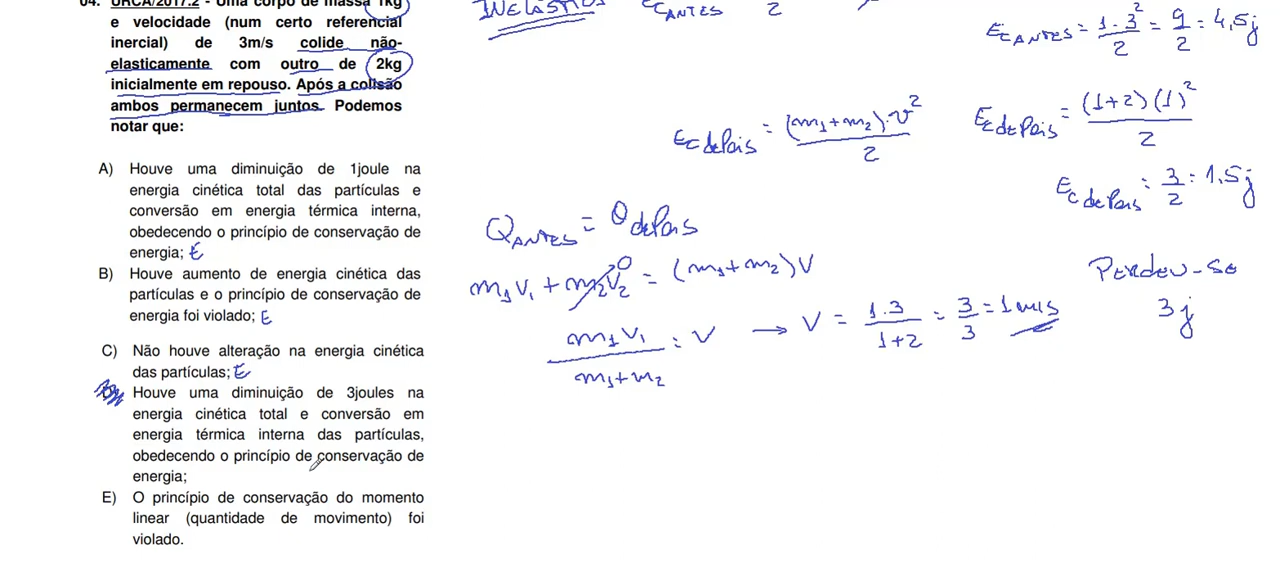 04. URCA/2017.2 - Uma corpo de massa 1kg
e velocidade (num certo referencial
inercial) de 3m/s colide não-
elasticamente com outro de 2kg
inicialmente em repouso. Após a colisão
ambos permanecem juntos. Podemos
notar que:
A) Houve uma diminuição de 1joule na
energia cinética total das partículas e
conversão em energia térmica interna,
obedecendo o princípio de conservação de
energia; E
B) Houve aumento de energia cinética das
partículas e o princípio de conservação de
energia foi violado; E
C) Não houve alteração na energia cinética
das partículas; E
Houve uma diminuição de 3joules na
energia cinética total e conversão em
energia térmica interna das partículas,
obedecendo o princípio de conservação de
energia;
E) O princípio de conservação do momento
linear (quantidade de movimento) foi
violado.
INELÁSTICO
Ec ANTES 2
Ec ANTES = 1.3² / 2 = 9/2 = 4,5j
Ec depois = (m₁+m₂).v² / 2
Ec depois = (1+2)(1)² / 2
Ec depois = 3/2 = 1,5j
Q ANTES = Q depois
m₁V₁ + m₂V₂ 0 = (m₁+m₂)V
m₁V₁ / m₁+m₂ = V → V = 1.3 / 1+2 = 3/3 = 1m/s
Perdeu-se
3j